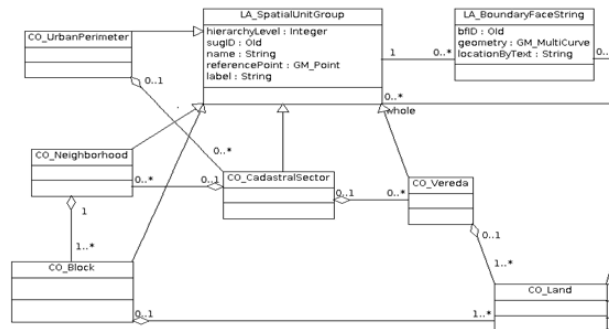 LA_SpatialUnitGroup
hierarchyLevel : Integer
sugID : OId
name : String
referencePoint : GM_Point
label : String
LA_BoundaryFaceString
bfID : OId
geometry : GM_MultiCurve
locationByText : String
CO_UrbanPerimeter
1
0..*
0..
0..1
0..*
whole
0..*
CO_Neighborhood
0..*
0..1
CO_CadastralSector
0..1
0..*
CO_Vereda
1
0..1
1..*
1..*
CO_Block
CO_Land
0..1
1..*